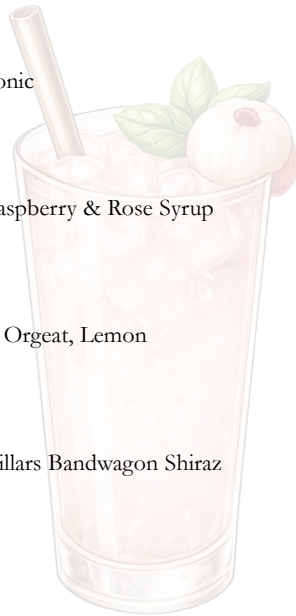 onic
aspberry & Rose Syrup
Orgeat, Lemon
illars Bandwagon Shiraz